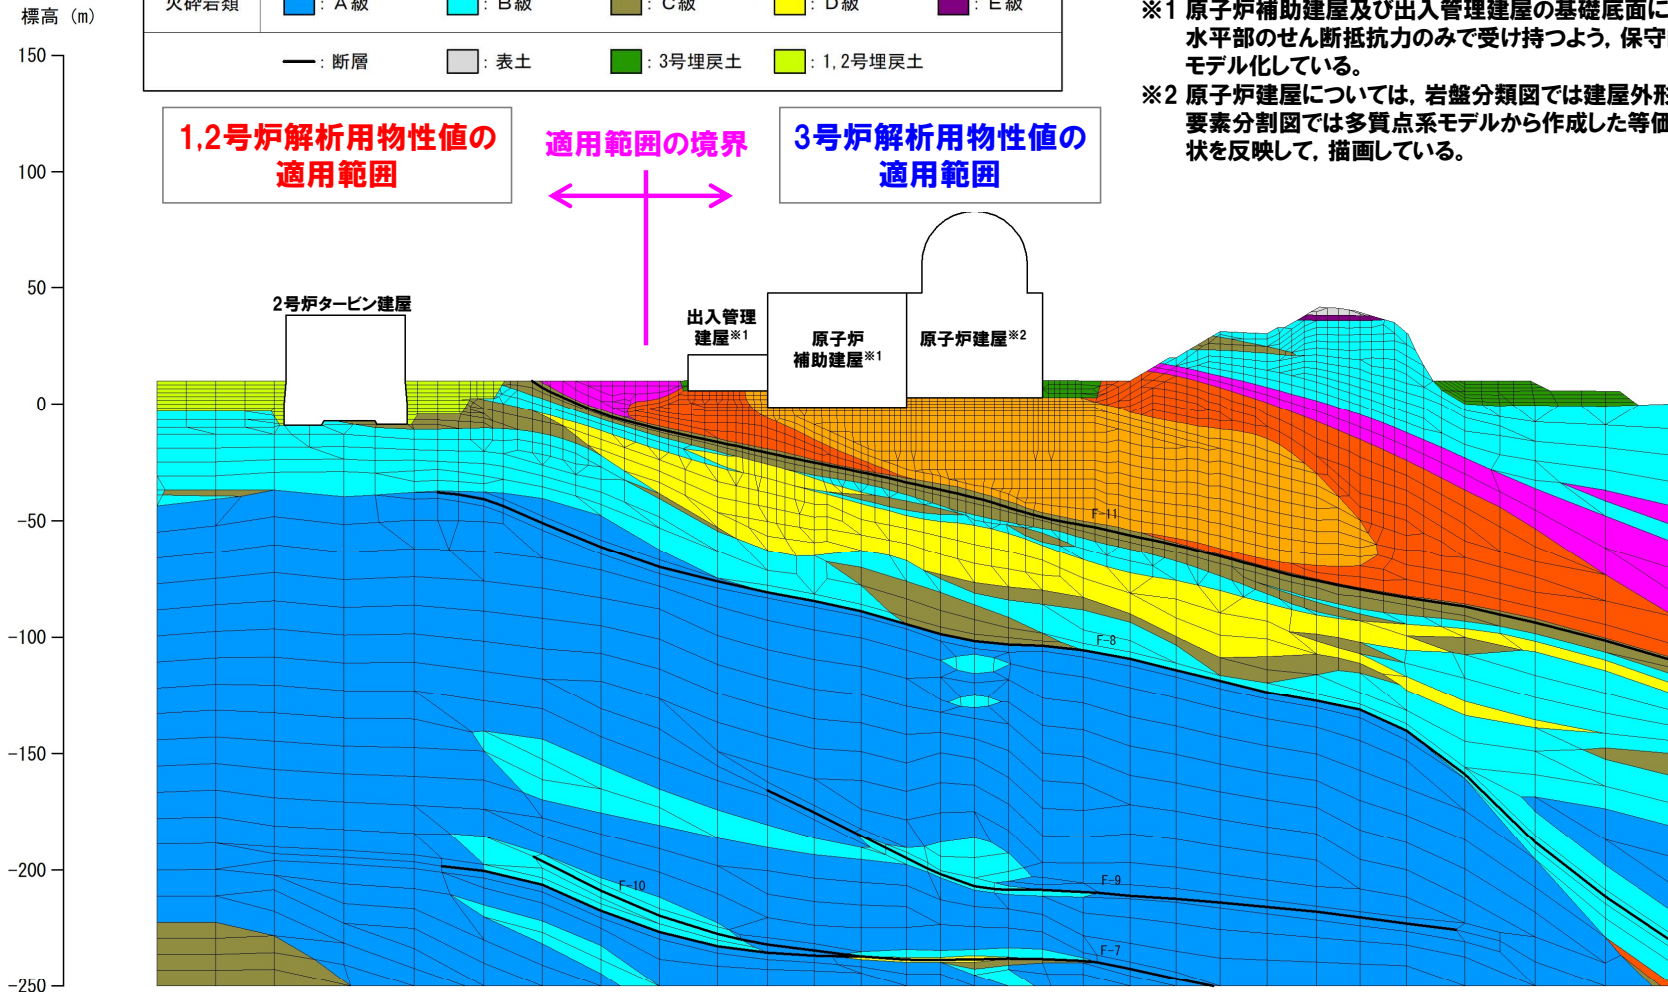 標高 (m)
火砕岩類
: A級
: B級
: C級
: D級
: E級
: 断層
: 表土
: 3号埋戻土
: 1,2号埋戻土
※1 原子炉補助建屋及び出入管理建屋の基礎底面に
水平部のせん断抵抗力のみで受け持つよう, 保守
モデル化している。
※2 原子炉建屋については, 岩盤分類図では建屋外形
要素分割図では多質点系モデルから作成した等価
状を反映して, 描画している。
1,2号炉解析用物性値の
適用範囲
適用範囲の境界
3号炉解析用物性値の
適用範囲
150
100
50
0
-50
-100
-150
-200
-250
2号炉タービン建屋
出入管理
建屋※1
原子炉
補助建屋※1
原子炉建屋※2
F-11
F-8
F-9
F-10
F-7